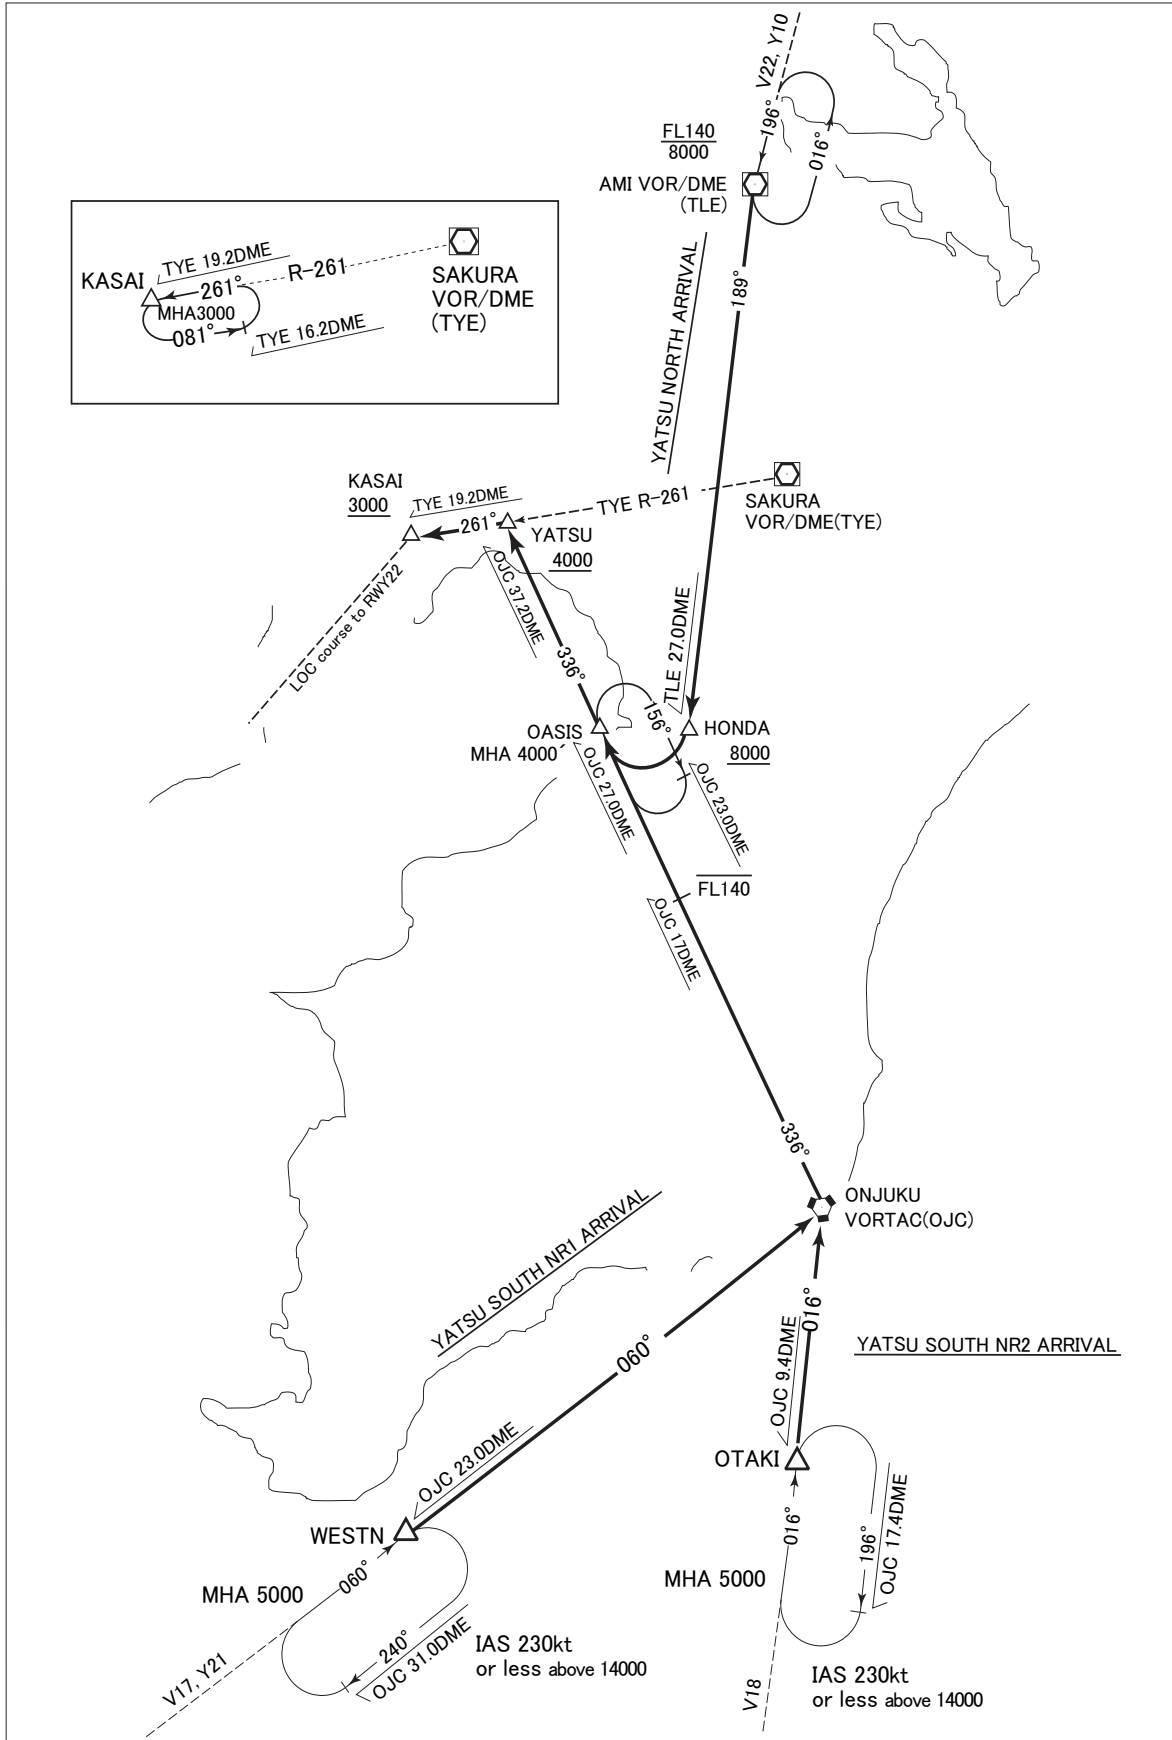 V22, Y10
196°
016°
FL140
8000
AMI VOR/DME
(TLE)
189°
YATSU NORTH ARRIVAL
KASAI
TYE 19.2DME
261°
R-261
MHA3000
081°
TYE 16.2DME
SAKURA
VOR/DME
(TYE)
KASAI
3000
TYE 19.2DME
261°
TYE R-261
YATSU
4000
SAKURA
VOR/DME(TYE)
LOC course to RWY22
OJC 37.2DME
336°
TLE 27.0DME
156°
OASIS
MHA 4000´
HONDA
8000
OJC 27.0DME
OJC 23.0DME
FL140
OJC 17DME
336°
ONJUKU
VORTAC(OJC)
YATSU SOUTH NR1 ARRIVAL
060°
016°
OJC 9.4DME
YATSU SOUTH NR2 ARRIVAL
OJC 23.0DME
OTAKI
WESTN
060°
MHA 5000
240°
OJC 31.0DME
V17, Y21
IAS 230kt
or less above 14000
016°
MHA 5000
196°
OJC 17.4DME
V18
IAS 230kt
or less above 14000